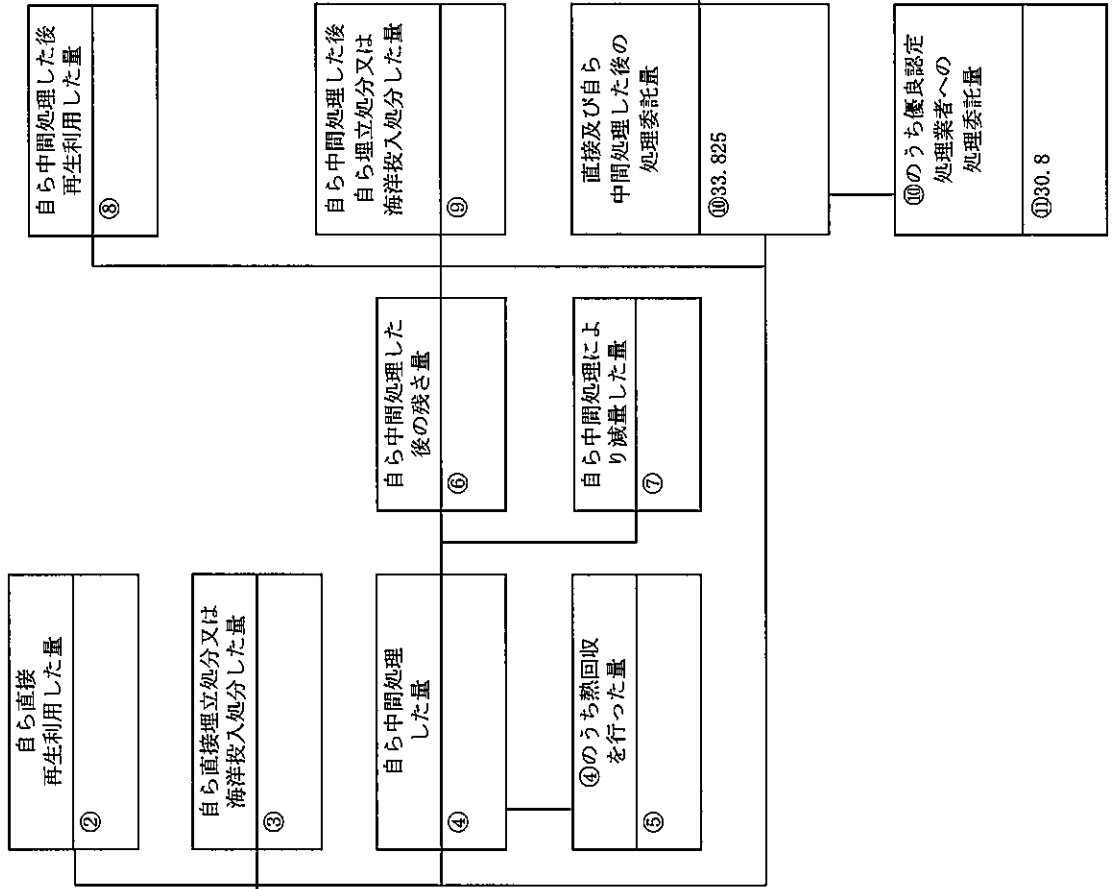 自ら直接
再生利用した量
②
自ら直接埋立処分又は
海洋投入処分した量
③
自ら中間処理
した量
④
④のうち熱回収
を行った量
⑤
自ら中間処理した
後の残さ量
⑥
自ら中間処理によ
り減量した量
⑦
自ら中間処理した後
再生利用した量
⑧
自ら中間処理した後
自ら埋立処分又は
海洋投入処分した量
⑨
直接及び自ら
中間処理した後の
処理委託量
⑩33.825
⑩のうち優良認定
処理業者への
処理委託量
⑪30.8